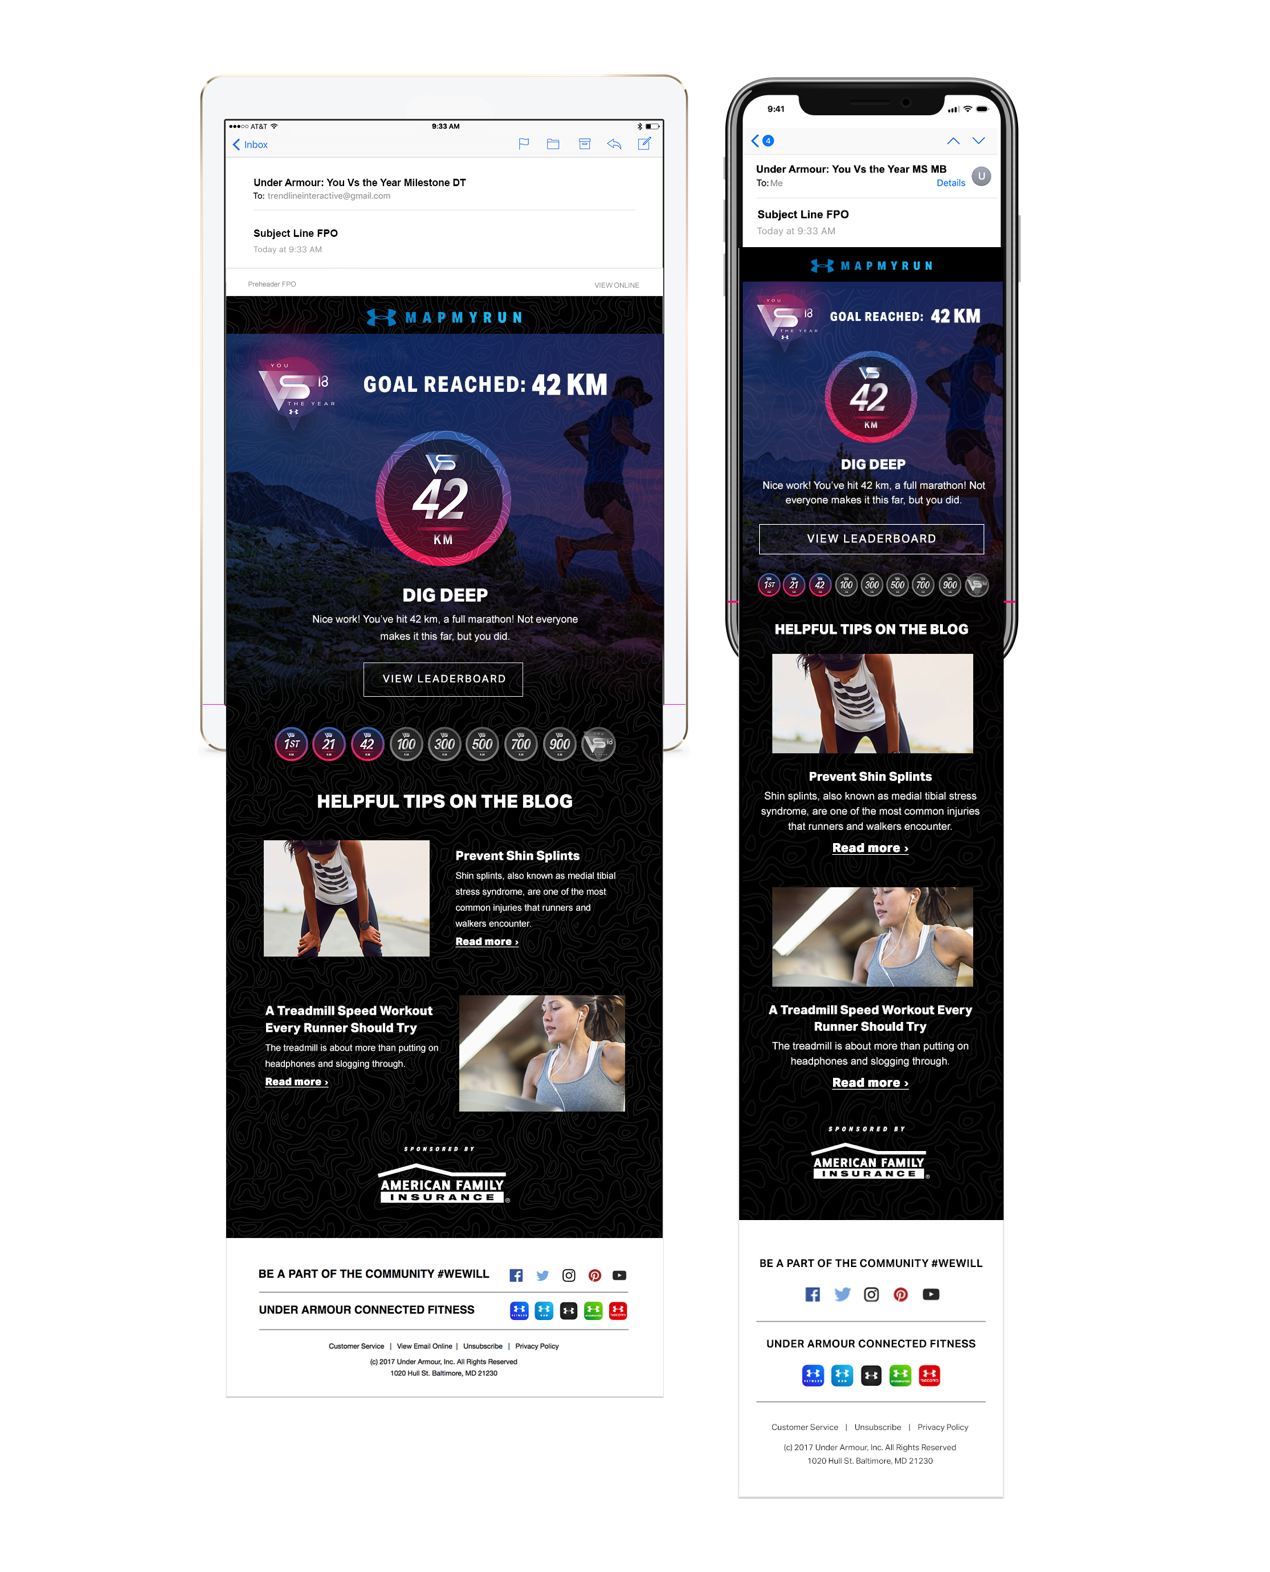 AT&T
9:33 AM
Inbox
Under Armour: You Vs the Year Milestone DT
To: trendlineinteractive@gmail.com
Subject Line FPO
Today at 9:33 AM
Preheader FPO
VIEW ONLINE
MAPMYRUN
YOU
VS 18
THE YEAR
GOAL REACHED: 42 KM
VS
42
KM
DIG DEEP
Nice work! You've hit 42 km, a full marathon! Not everyone
makes it this far, but you did.
VIEW LEADERBOARD
1ST 21 42 100 300 500 700 900 VS 18
HELPFUL TIPS ON THE BLOG
Prevent Shin Splints
Shin splints, also known as medial tibial
stress syndrome, are one of the most
common injuries that runners and
walkers encounter.
Read more ›
A Treadmill Speed Workout
Every Runner Should Try
The treadmill is about more than putting on
headphones and slogging through.
Read more ›
SPONSORED BY
AMERICAN FAMILY
INSURANCE ®
BE A PART OF THE COMMUNITY #WEWILL
UNDER ARMOUR CONNECTED FITNESS
Customer Service | View Email Online | Unsubscribe | Privacy Policy
(c) 2017 Under Armour, Inc. All Rights Reserved
1020 Hull St. Baltimore, MD 21230
9:41
4
Under Armour: You Vs the Year MS MB
To: Me
Details
U
Subject Line FPO
Today at 9:33 AM
MAPMYRUN
YOU
VS 18
THE YEAR
GOAL REACHED: 42 KM
VS
42
KM
DIG DEEP
Nice work! You've hit 42 km, a full marathon! Not
everyone makes it this far, but you did.
VIEW LEADERBOARD
1ST 21 42 100 300 500 700 900 VS
HELPFUL TIPS ON THE BLOG
Prevent Shin Splints
Shin splints, also known as medial tibial stress
syndrome, are one of the most common injuries
that runners and walkers encounter.
Read more ›
A Treadmill Speed Workout Every
Runner Should Try
The treadmill is about more than putting on
headphones and slogging through.
Read more ›
SPONSORED BY
AMERICAN FAMILY
INSURANCE ®
BE A PART OF THE COMMUNITY #WEWILL
UNDER ARMOUR CONNECTED FITNESS
Customer Service | Unsubscribe | Privacy Policy
(c) 2017 Under Armour, Inc. All Rights Reserved
1020 Hull St. Baltimore, MD 21230